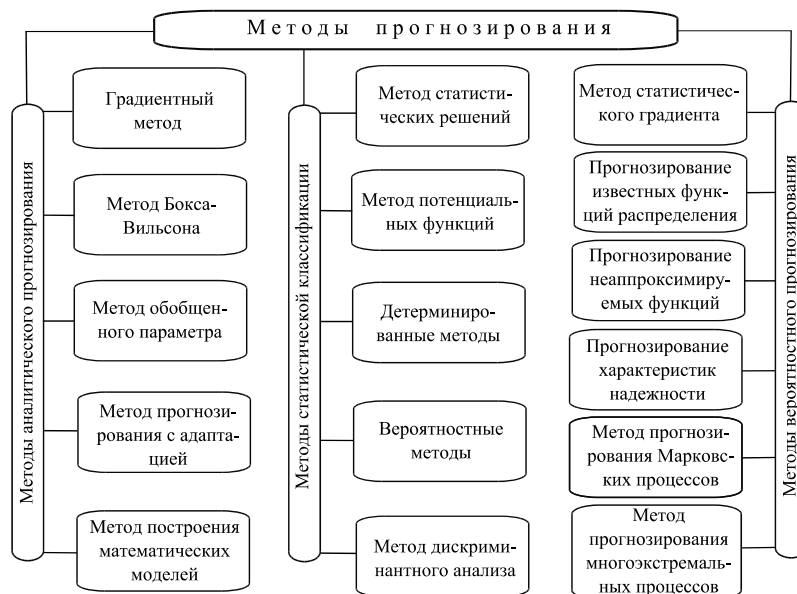 Методы прогнозирования
Методы аналитического прогнозирования
Градиентный
метод
Метод Бокса-
Вильсона
Метод обобщен-
ного параметра
Метод прогнози-
рования с адапта-
цией
Метод построения
математических
моделей
Методы статистической классификации
Метод статисти-
ческих решений
Метод потенциаль-
ных функций
Детерминиро-
ванные методы
Вероятностные
методы
Метод дискрими-
нантного анализа
Методы вероятностного прогнозирования
Метод статистичес-
кого градиента
Прогнозирование
известных функ-
ций распределения
Прогнозирование
неаппроксимиру-
емых функций
Прогнозирование
характеристик
надежности
Метод прогнози-
рования Марковс-
ких процессов
Метод
прогнозирования
многоэкстремаль-
ных процессов